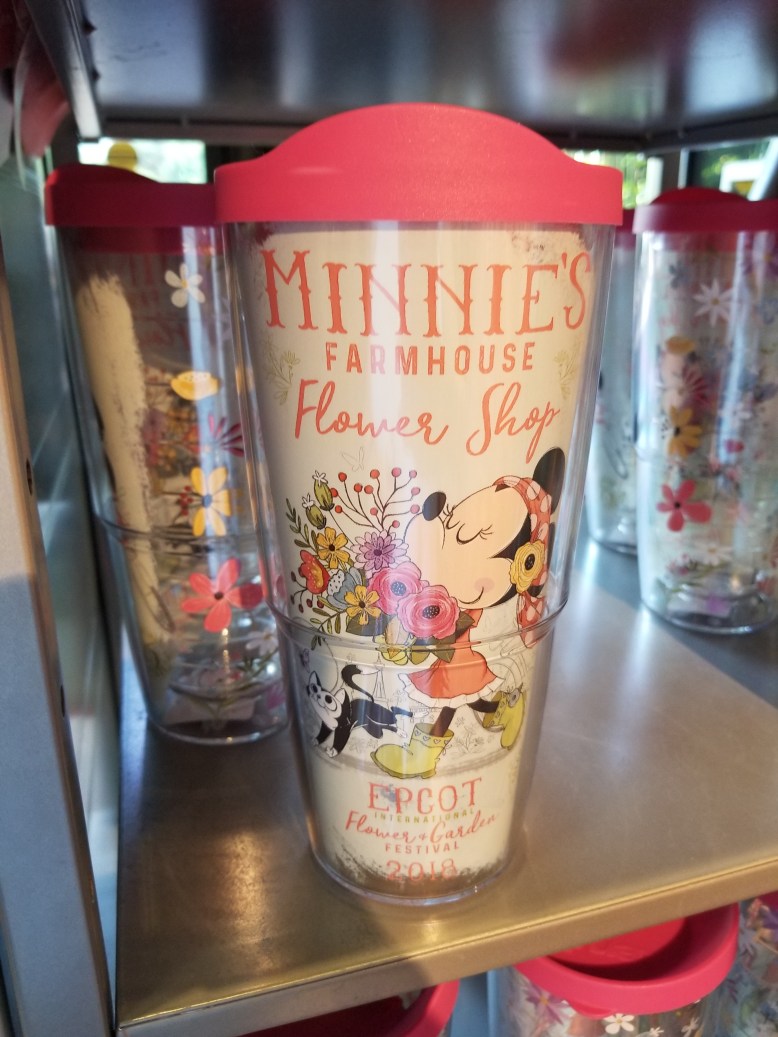 MINNIE'S
FARMHOUSE
Flower Shop
EPCOT
INTERNATIONAL
Flower & Garden
FESTIVAL
2018